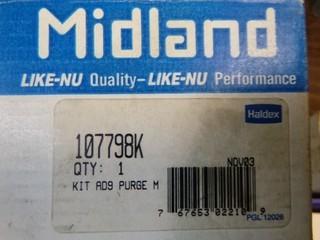 Midland
LIKE-NU Quality-LIKE-NU Performance
Haldex
107798K
NOV03
QTY: 1
KIT AD9 PURGE M
7 67653 02210 9
PGL 12026